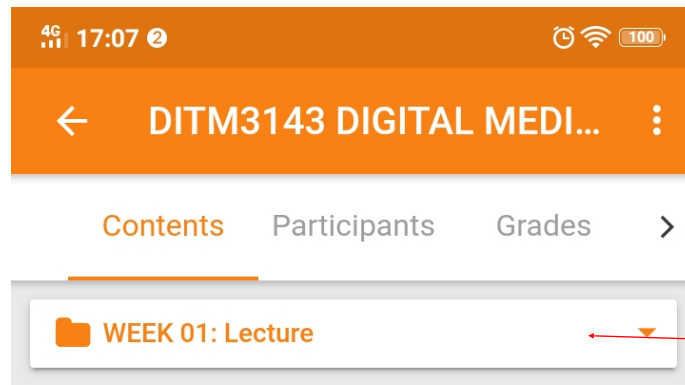 4G 17:07 2 100
DITM3143 DIGITAL MEDI...
Contents Participants Grades
WEEK 01: Lecture